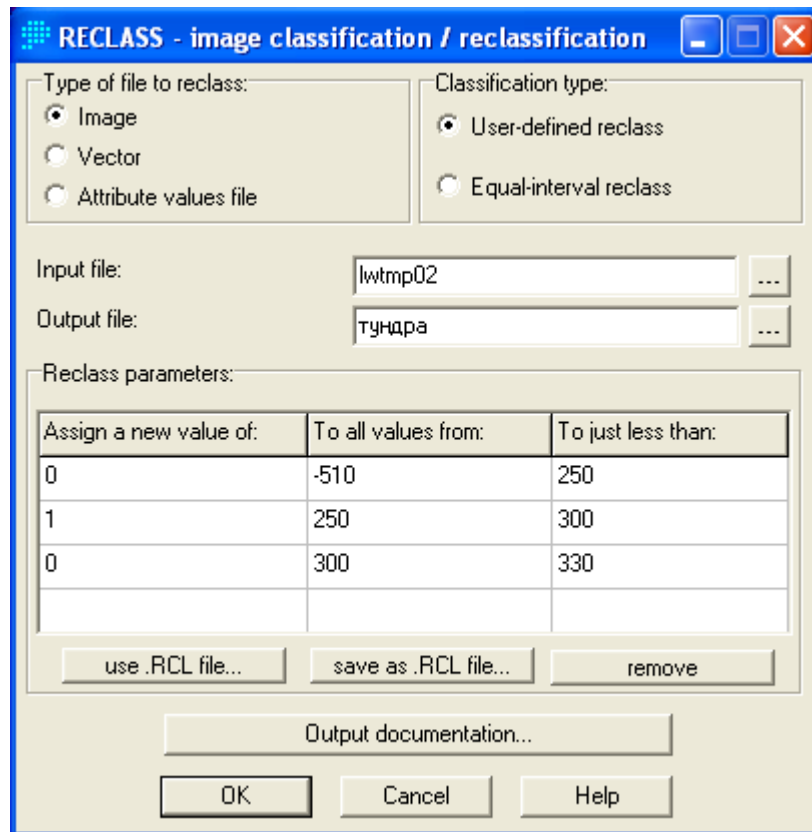 RECLASS - image classification / reclassification
Type of file to reclass:
Image
Vector
Attribute values file
Classification type:
User-defined reclass
Equal-interval reclass
Input file:
lwtmp02
...
Output file:
тундра
...
Reclass parameters:
Assign a new value of: To all values from: To just less than:
0 -510 250
1 250 300
0 300 330
use .RCL file... save as .RCL file... remove
Output documentation...
OK Cancel Help